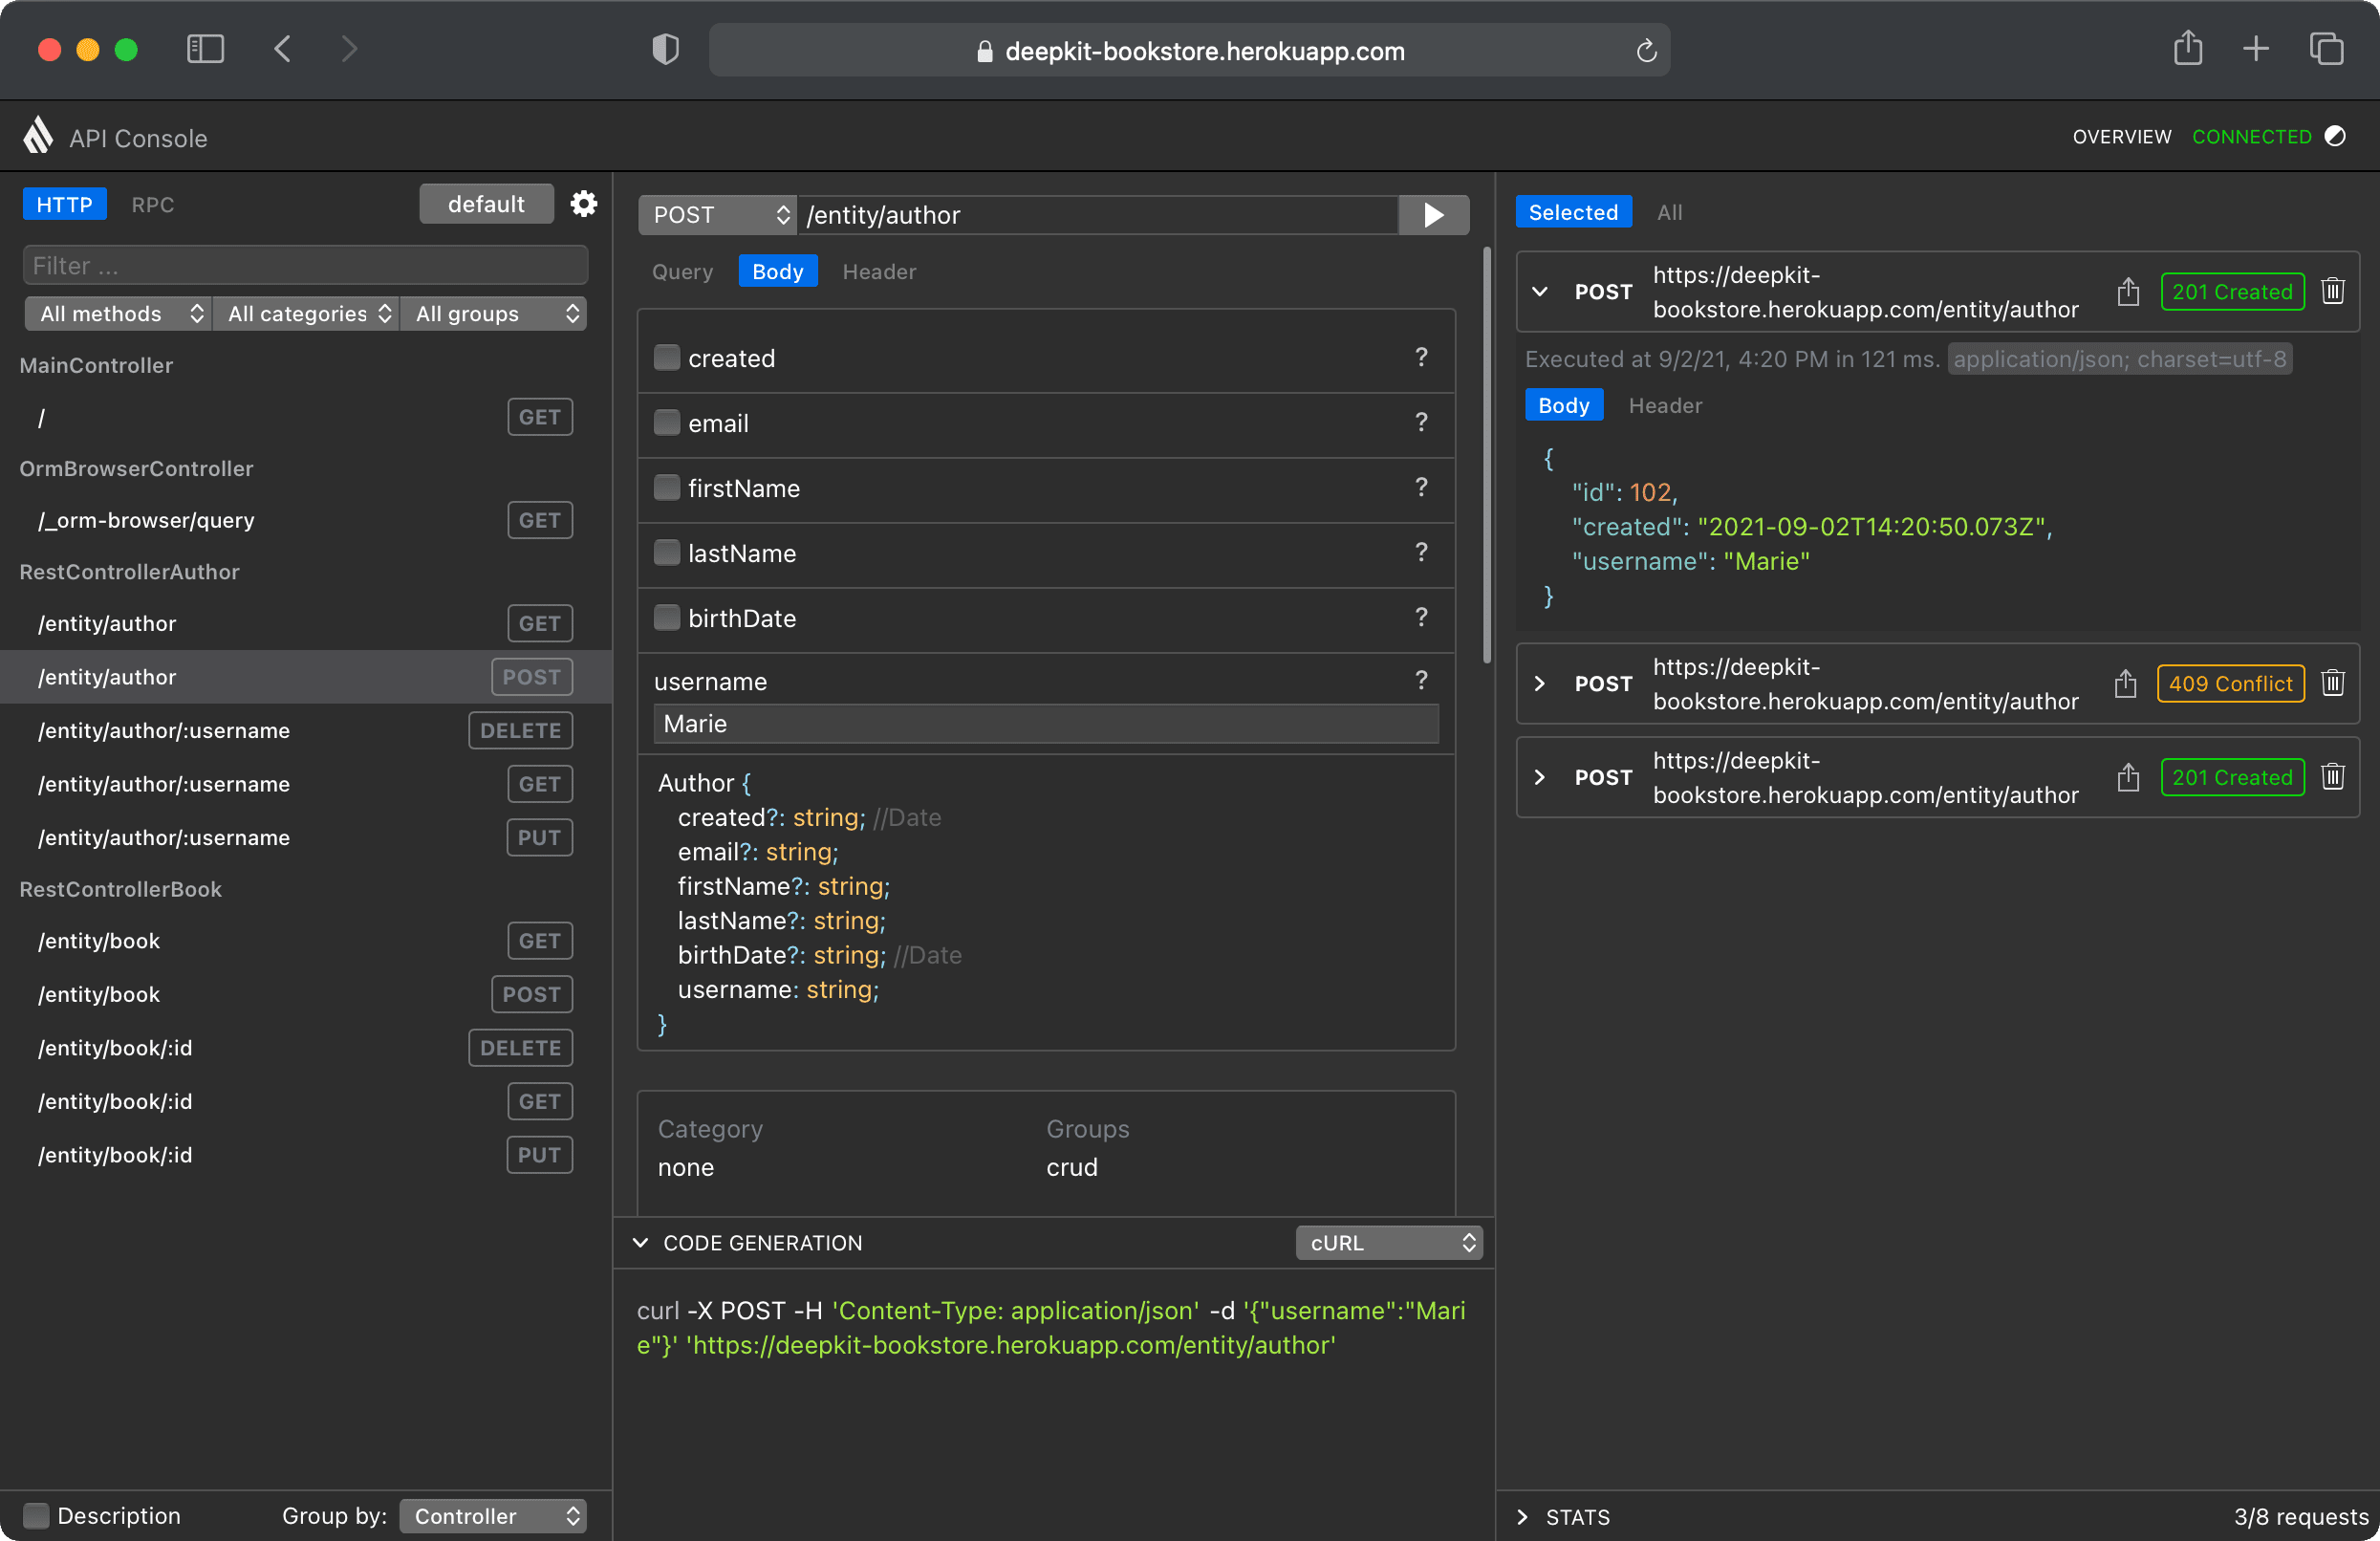 deepkit-bookstore.herokuapp.com
API Console
OVERVIEW CONNECTED
HTTP RPC default
Filter ...
All methods All categories All groups
MainController
/ GET
OrmBrowserController
/_orm-browser/query GET
RestControllerAuthor
/entity/author GET
/entity/author POST
/entity/author/:username DELETE
/entity/author/:username GET
/entity/author/:username PUT
RestControllerBook
/entity/book GET
/entity/book POST
/entity/book/:id DELETE
/entity/book/:id GET
/entity/book/:id PUT
Description Group by: Controller
POST /entity/author
Query Body Header
created ?
email ?
firstName ?
lastName ?
birthDate ?
username ?
Marie
Author {
created?: string; //Date
email?: string;
firstName?: string;
lastName?: string;
birthDate?: string; //Date
username: string;
}
Category Groups
none crud
CODE GENERATION cURL
curl -X POST -H 'Content-Type: application/json' -d '{"username":"Mari
e"}' 'https://deepkit-bookstore.herokuapp.com/entity/author'
Selected All
POST https://deepkit-
bookstore.herokuapp.com/entity/author 201 Created
Executed at 9/2/21, 4:20 PM in 121 ms. application/json; charset=utf-8
Body Header
{
"id": 102,
"created": "2021-09-02T14:20:50.073Z",
"username": "Marie"
}
POST https://deepkit-
bookstore.herokuapp.com/entity/author 409 Conflict
POST https://deepkit-
bookstore.herokuapp.com/entity/author 201 Created
STATS 3/8 requests